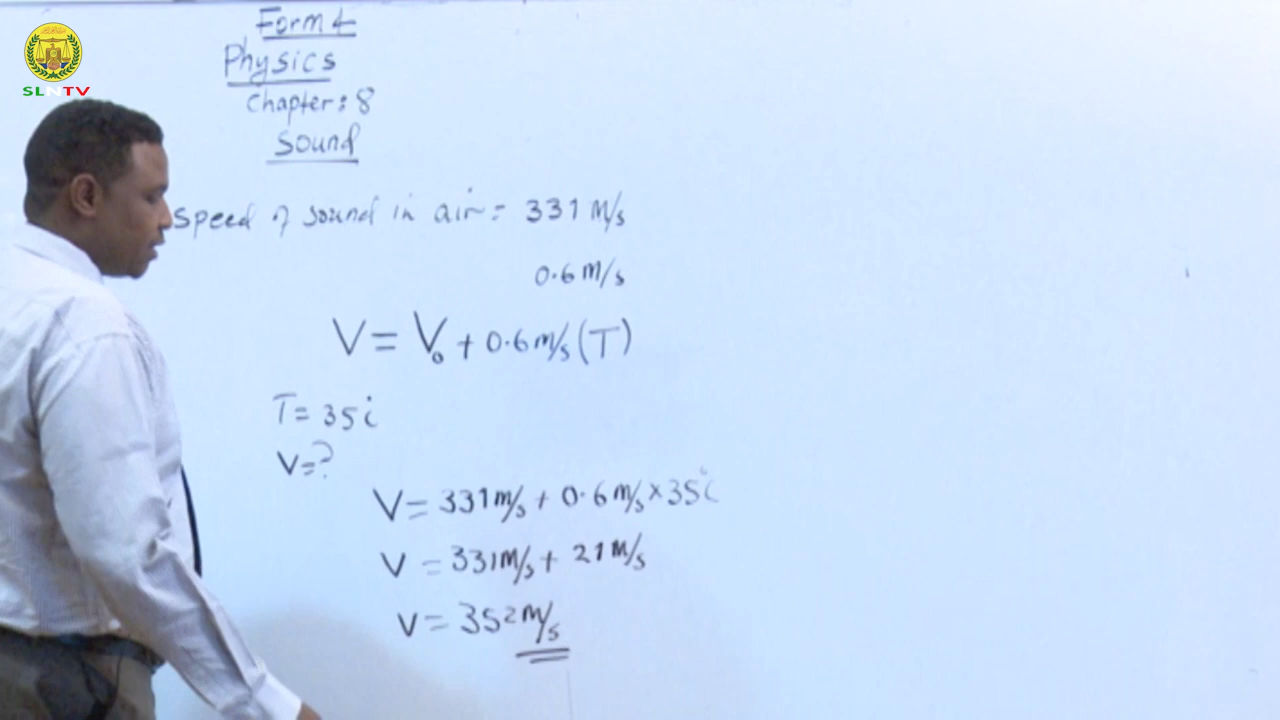 SLNTV
Form 4
Physics
Chapter: 8
Sound
speed of sound in air = 331 m/s
0.6 m/s
V = V₀ + 0.6 m/s (T)
T = 35°C
V = ?
V = 331 m/s + 0.6 m/s × 35°C
V = 331 m/s + 21 m/s
V = 352 m/s